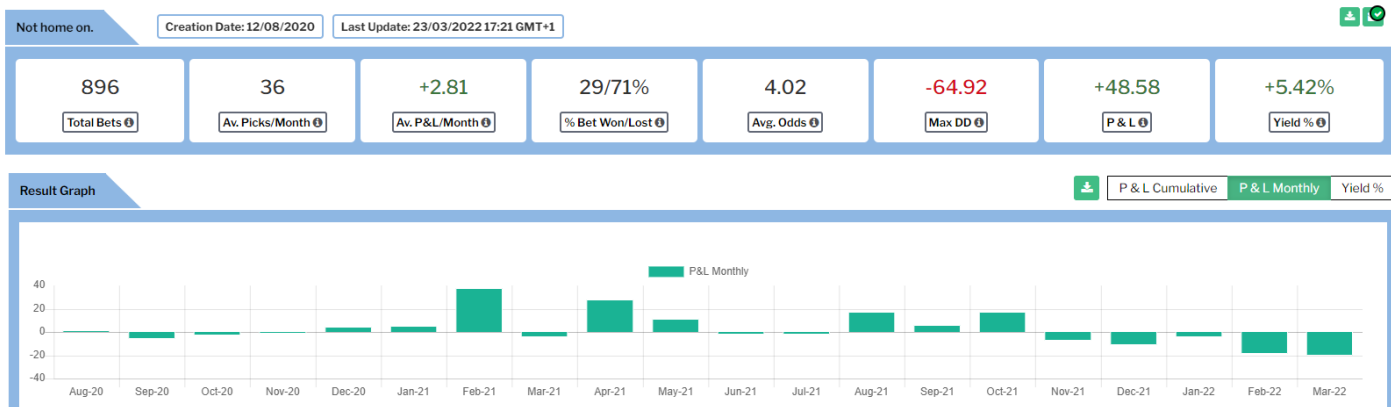 Not home on.
Creation Date: 12/08/2020
Last Update: 23/03/2022 17:21 GMT+1
896 36 +2.81 29/71% 4.02 -64.92 +48.58 +5.42%
Total Bets Av. Picks/Month Av. P&L/Month % Bet Won/Lost Avg. Odds Max DD P & L Yield %
Result Graph
P & L Cumulative P & L Monthly Yield %
P&L Monthly
40
20
0
-20
-40
Aug-20 Sep-20 Oct-20 Nov-20 Dec-20 Jan-21 Feb-21 Mar-21 Apr-21 May-21 Jun-21 Jul-21 Aug-21 Sep-21 Oct-21 Nov-21 Dec-21 Jan-22 Feb-22 Mar-22